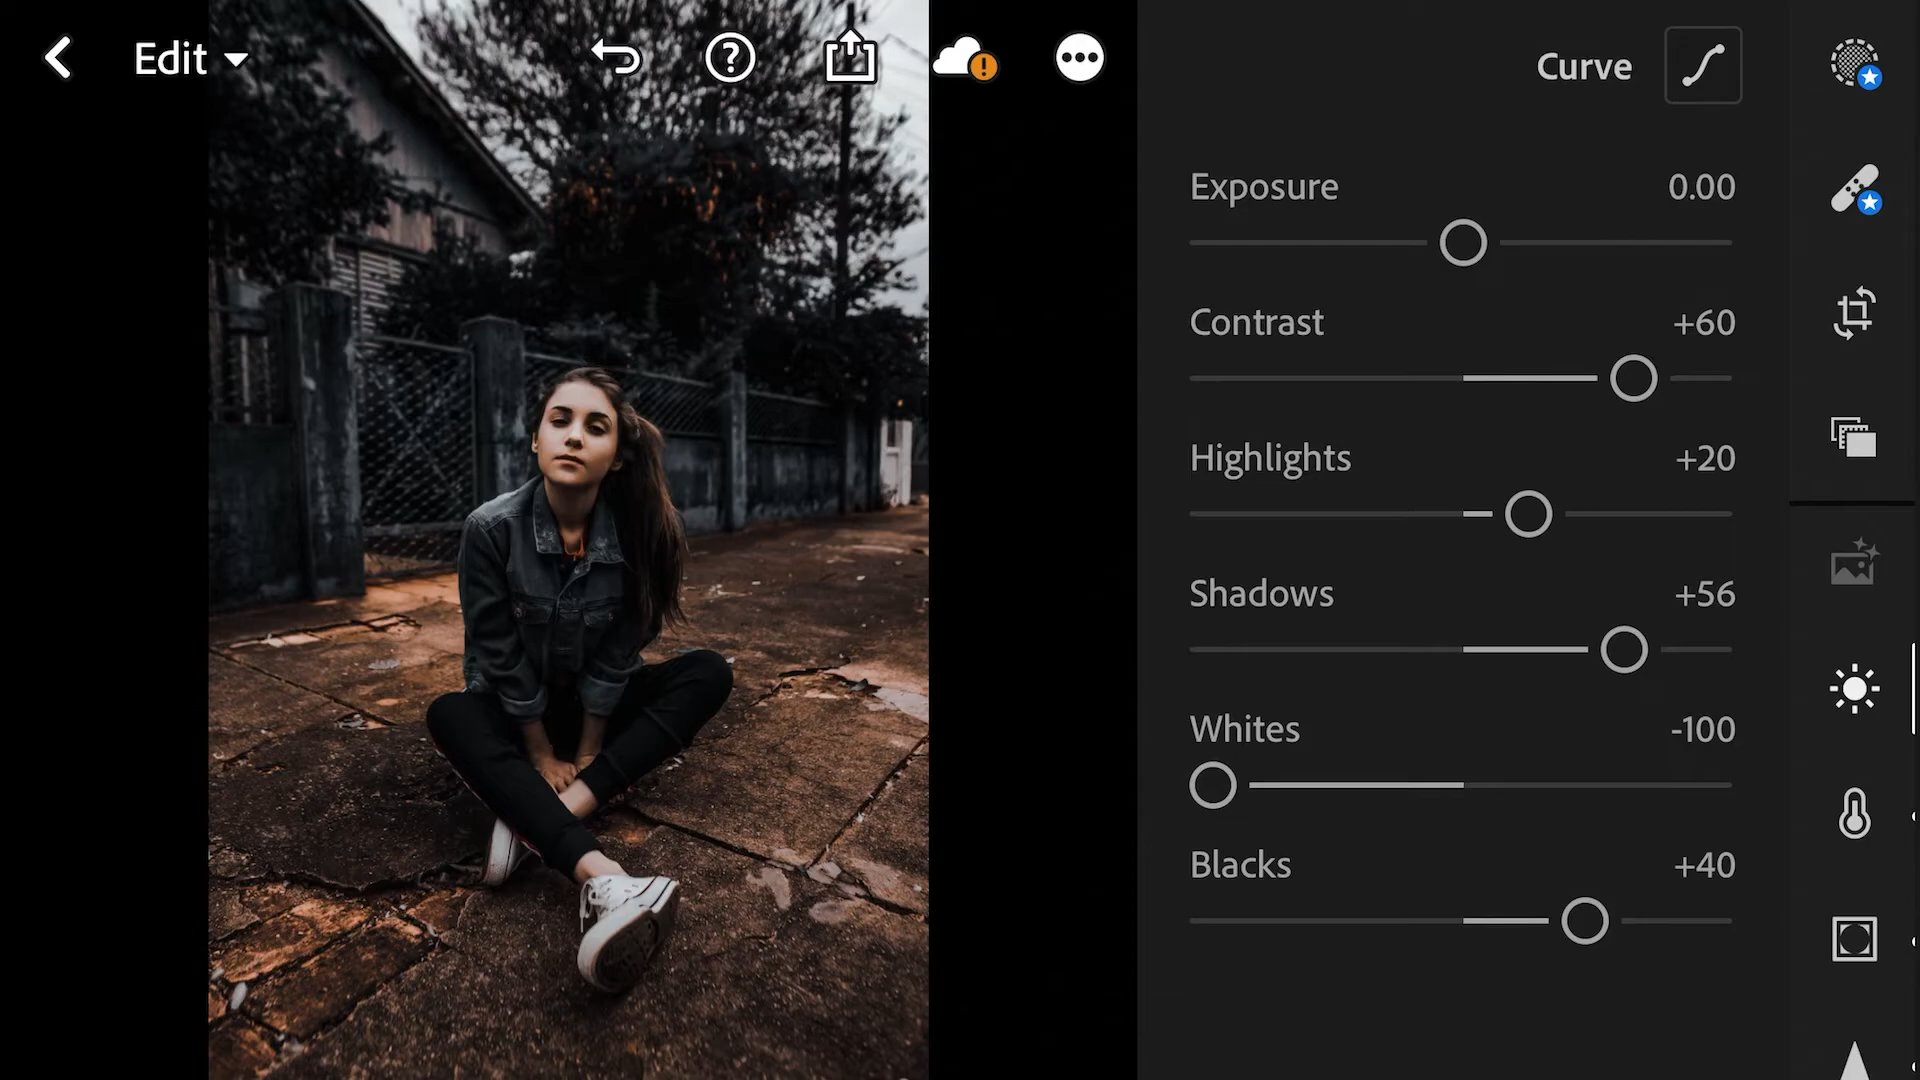 Edit
Curve
Exposure 0.00
Contrast +60
Highlights +20
Shadows +56
Whites -100
Blacks +40